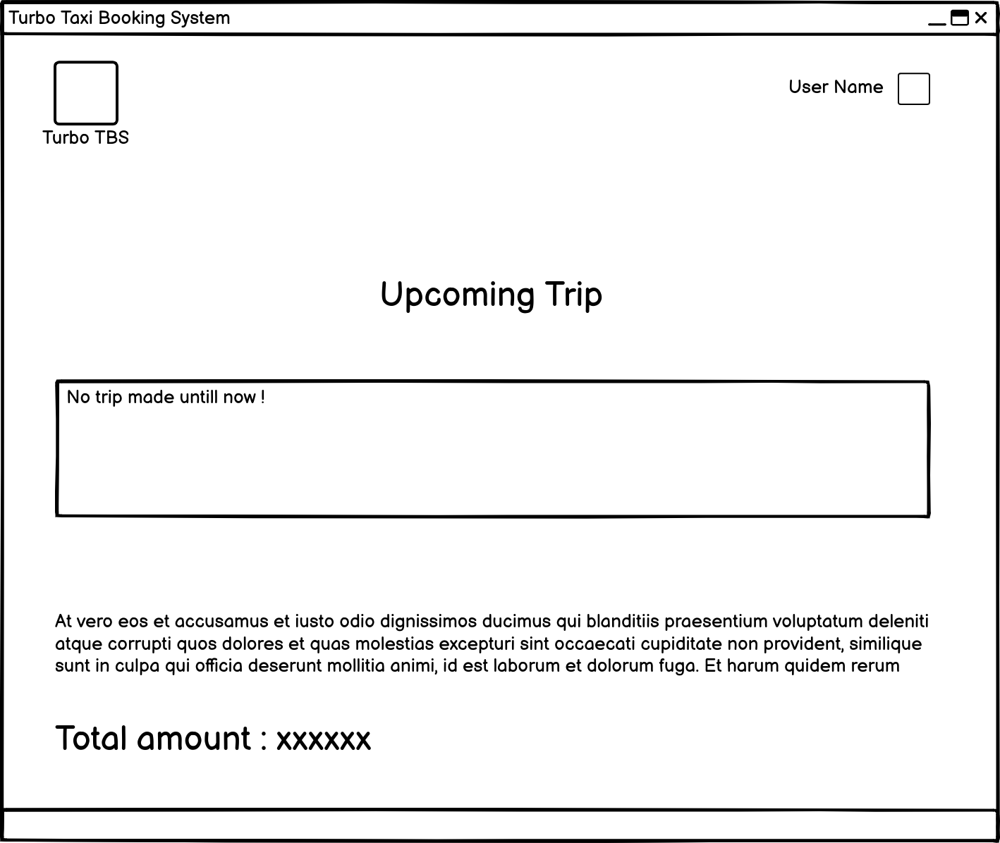 Turbo Taxi Booking System
User Name
Turbo TBS
Upcoming Trip
No trip made untill now !
At vero eos et accusamus et iusto odio dignissimos ducimus qui blanditiis praesentium voluptatum deleniti
atque corrupti quos dolores et quas molestias excepturi sint occaecati cupiditate non provident, similique
sunt in culpa qui officia deserunt mollitia animi, id est laborum et dolorum fuga. Et harum quidem rerum
Total amount : xxxxxx